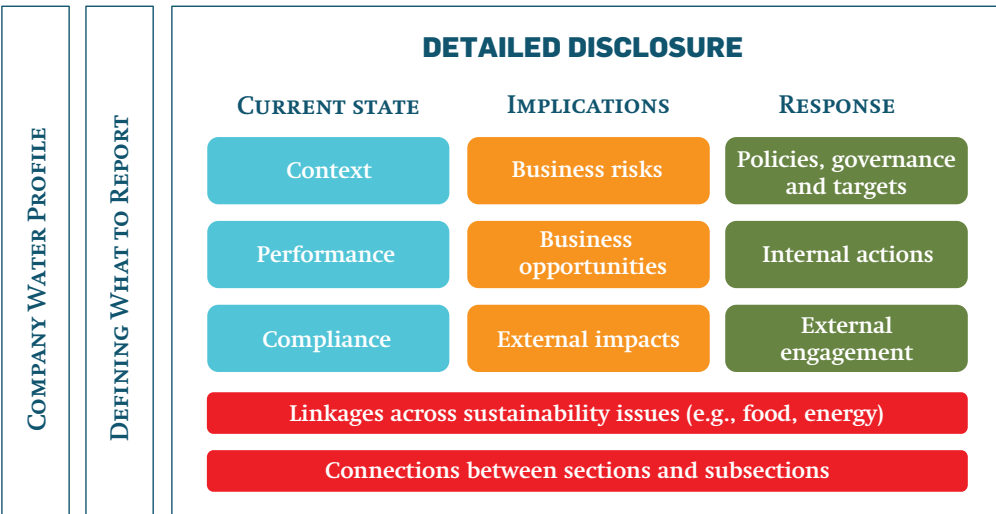 COMPANY WATER PROFILE
DEFINING WHAT TO REPORT
DETAILED DISCLOSURE
CURRENT STATE
IMPLICATIONS
RESPONSE
Context
Business risks
Policies, governance
and targets
Performance
Business
opportunities
Internal actions
Compliance
External impacts
External
engagement
Linkages across sustainability issues (e.g., food, energy)
Connections between sections and subsections